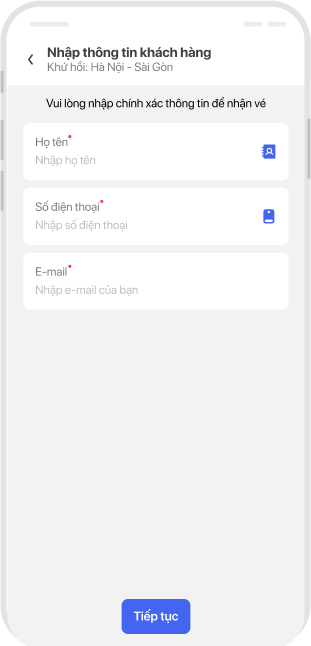 Nhập thông tin khách hàng
Khứ hồi: Hà Nội - Sài Gòn
Vui lòng nhập chính xác thông tin để nhận vé
Họ tên*
Nhập họ tên
Số điện thoại*
Nhập số điện thoại
E-mail*
Nhập e-mail của bạn
Tiếp tục